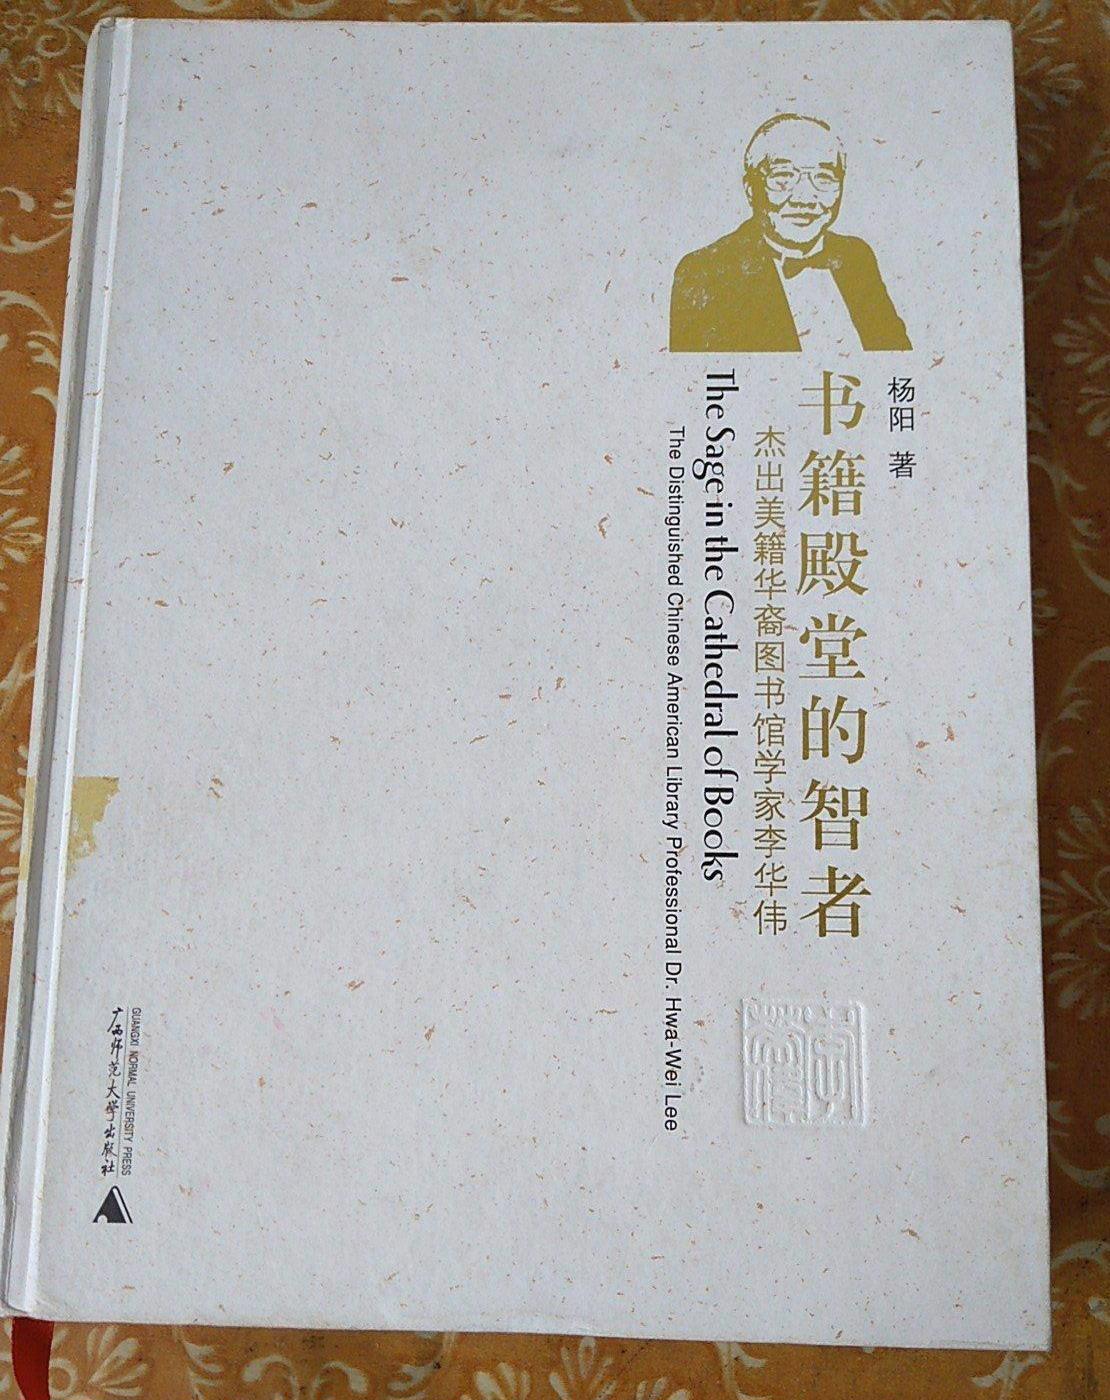 杨阳 著
书籍殿堂的智者
杰出美籍华裔图书馆学家李华伟
The Sage in the Cathedral of Books
The Distinguished Chinese American Library Professional Dr. Hwa-Wei Lee
GUANGXI NORMAL UNIVERSITY PRESS
广西师范大学出版社